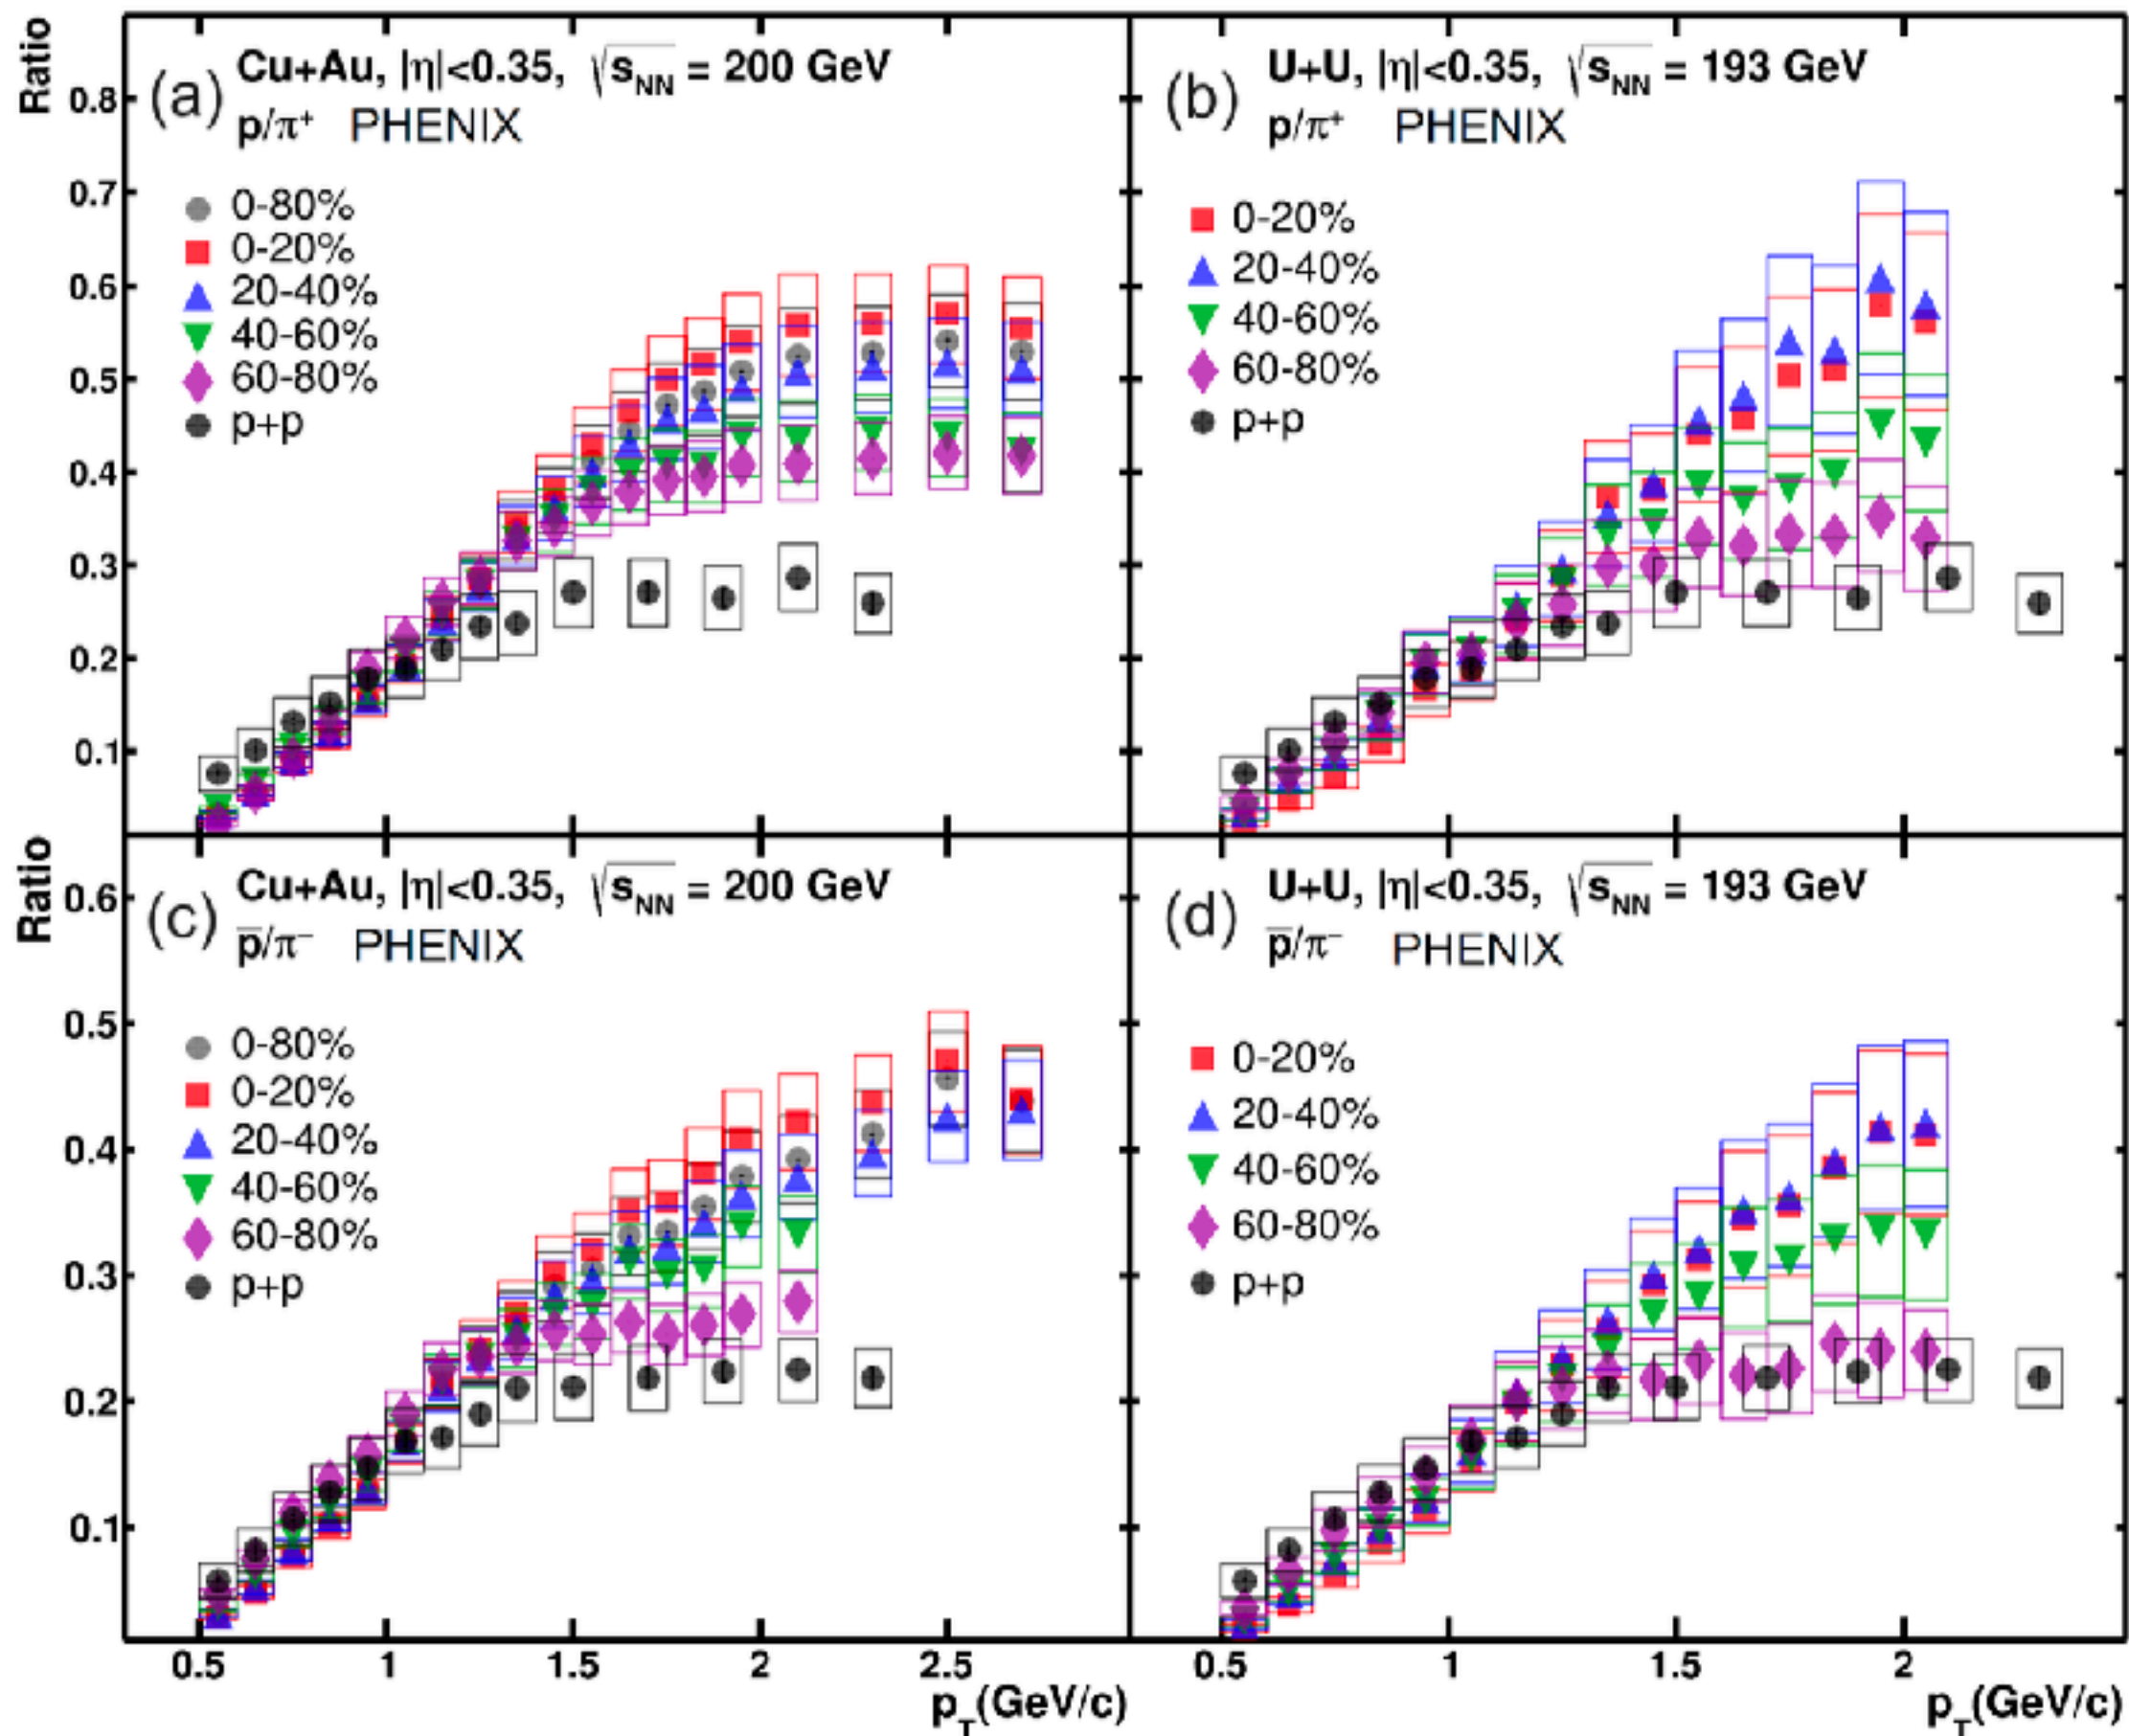 Ratio
(a) Cu+Au, |η|<0.35, √sNN = 200 GeV
p/π⁺ PHENIX
0-80%
0-20%
20-40%
40-60%
60-80%
p+p
0.8
0.7
0.6
0.5
0.4
0.3
0.2
0.1
(b) U+U, |η|<0.35, √sNN = 193 GeV
p/π⁺ PHENIX
0-20%
20-40%
40-60%
60-80%
p+p
Ratio
(c) Cu+Au, |η|<0.35, √sNN = 200 GeV
p̅/π⁻ PHENIX
0-80%
0-20%
20-40%
40-60%
60-80%
p+p
0.6
0.5
0.4
0.3
0.2
0.1
0.5 1 1.5 2 2.5
pT(GeV/c)
(d) U+U, |η|<0.35, √sNN = 193 GeV
p̅/π⁻ PHENIX
0-20%
20-40%
40-60%
60-80%
p+p
0.5 1 1.5 2
pT(GeV/c)